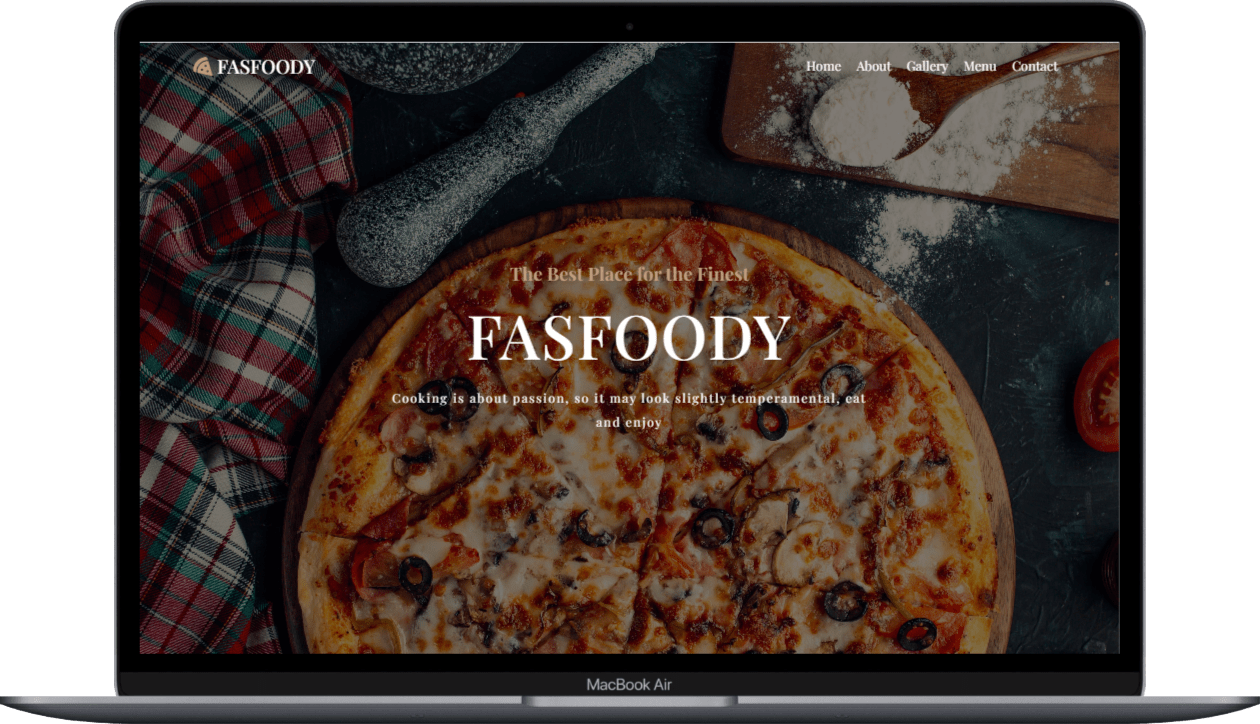 FASFOODY
Home About Gallery Menu Contact
The Best Place for the Finest
FASFOODY
Cooking is about passion, so it may look slightly temperamental, eat
and enjoy
MacBook Air